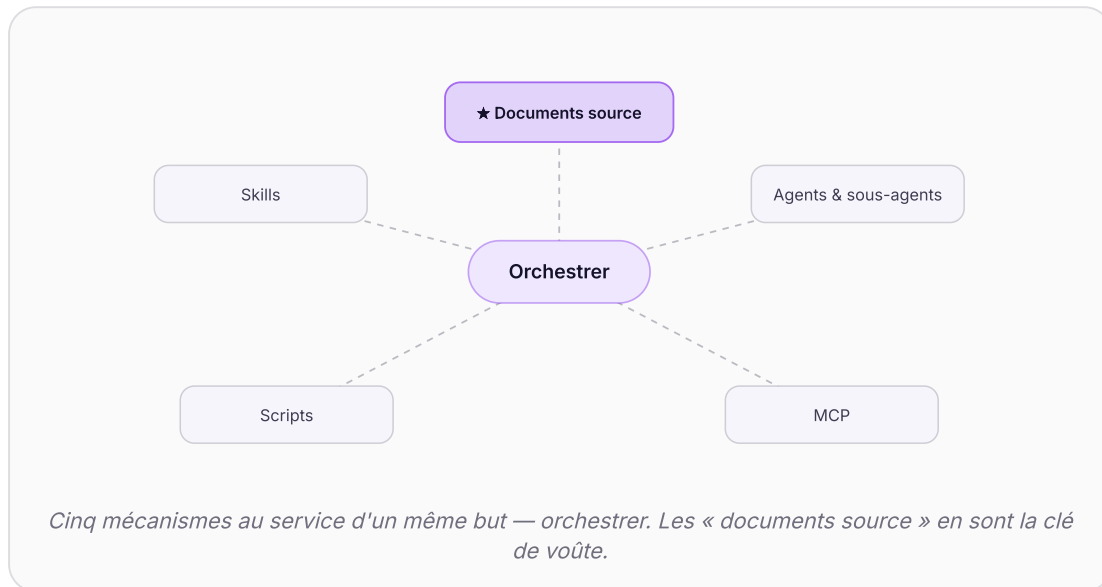 ★ Documents source
Skills
Agents & sous-agents
Orchestrer
Scripts
MCP
Cinq mécanismes au service d'un même but — orchestrer. Les « documents source » en sont la clé
de voûte.